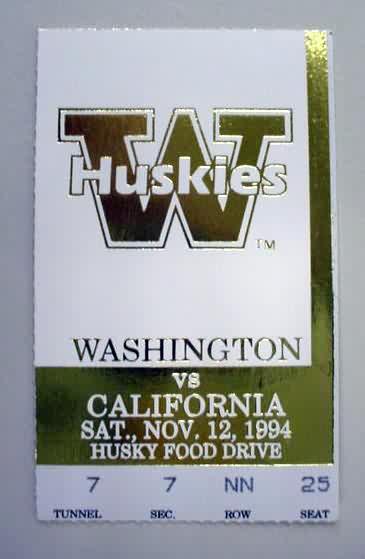 Huskies
TM
WASHINGTON
VS
CALIFORNIA
SAT., NOV. 12, 1994
HUSKY FOOD DRIVE
7 7 NN 25
TUNNEL SEC. ROW SEAT